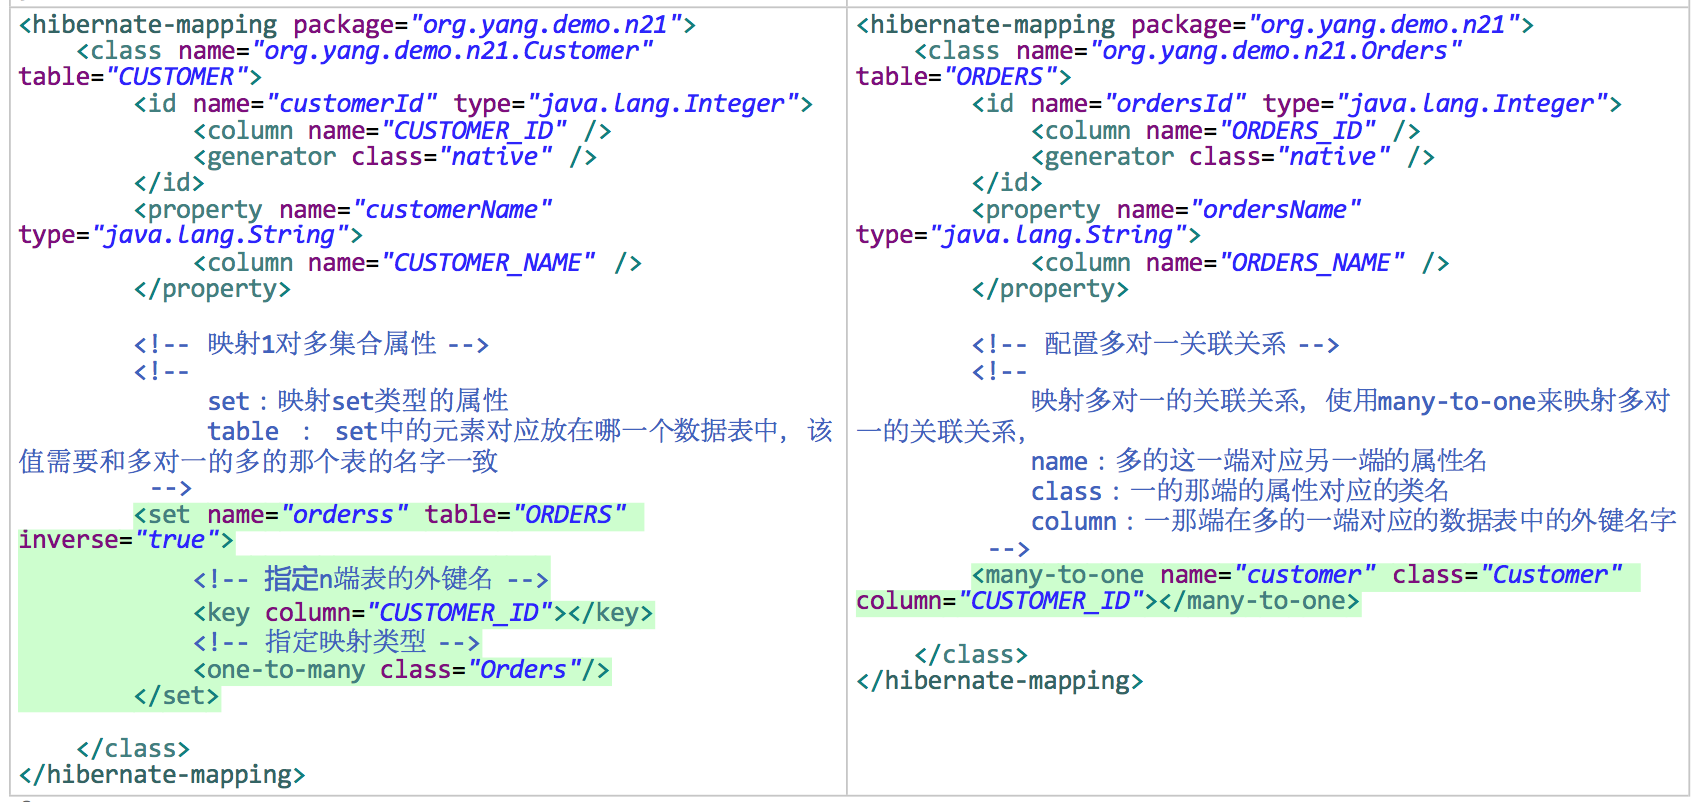 <hibernate-mapping package="org.yang.demo.n21">
    <class name="org.yang.demo.n21.Customer"
table="CUSTOMER">
        <id name="customerId" type="java.lang.Integer">
            <column name="CUSTOMER_ID" />
            <generator class="native" />
        </id>
        <property name="customerName"
type="java.lang.String">
            <column name="CUSTOMER_NAME" />
        </property>
        <!-- 映射1对多集合属性 -->
        <!--
             set：映射set类型的属性
             table ： set中的元素对应放在哪一个数据表中，该
值需要和多对一的多的那个表的名字一致
         -->
        <set name="orderss" table="ORDERS"
inverse="true">
            <!-- 指定n端表的外键名 -->
            <key column="CUSTOMER_ID"></key>
            <!-- 指定映射类型 -->
            <one-to-many class="Orders"/>
        </set>
    </class>
</hibernate-mapping>
<hibernate-mapping package="org.yang.demo.n21">
    <class name="org.yang.demo.n21.Orders"
table="ORDERS">
        <id name="ordersId" type="java.lang.Integer">
            <column name="ORDERS_ID" />
            <generator class="native" />
        </id>
        <property name="ordersName"
type="java.lang.String">
            <column name="ORDERS_NAME" />
        </property>
        <!-- 配置多对一关联关系 -->
        <!--
            映射多对一的关联关系，使用many-to-one来映射多对
一的关联关系，
            name：多的这一端对应另一端的属性名
            class：一的那端的属性对应的类名
            column：一那端在多的一端对应的数据表中的外键名字
         -->
        <many-to-one name="customer" class="Customer"
column="CUSTOMER_ID"></many-to-one>
    </class>
</hibernate-mapping>